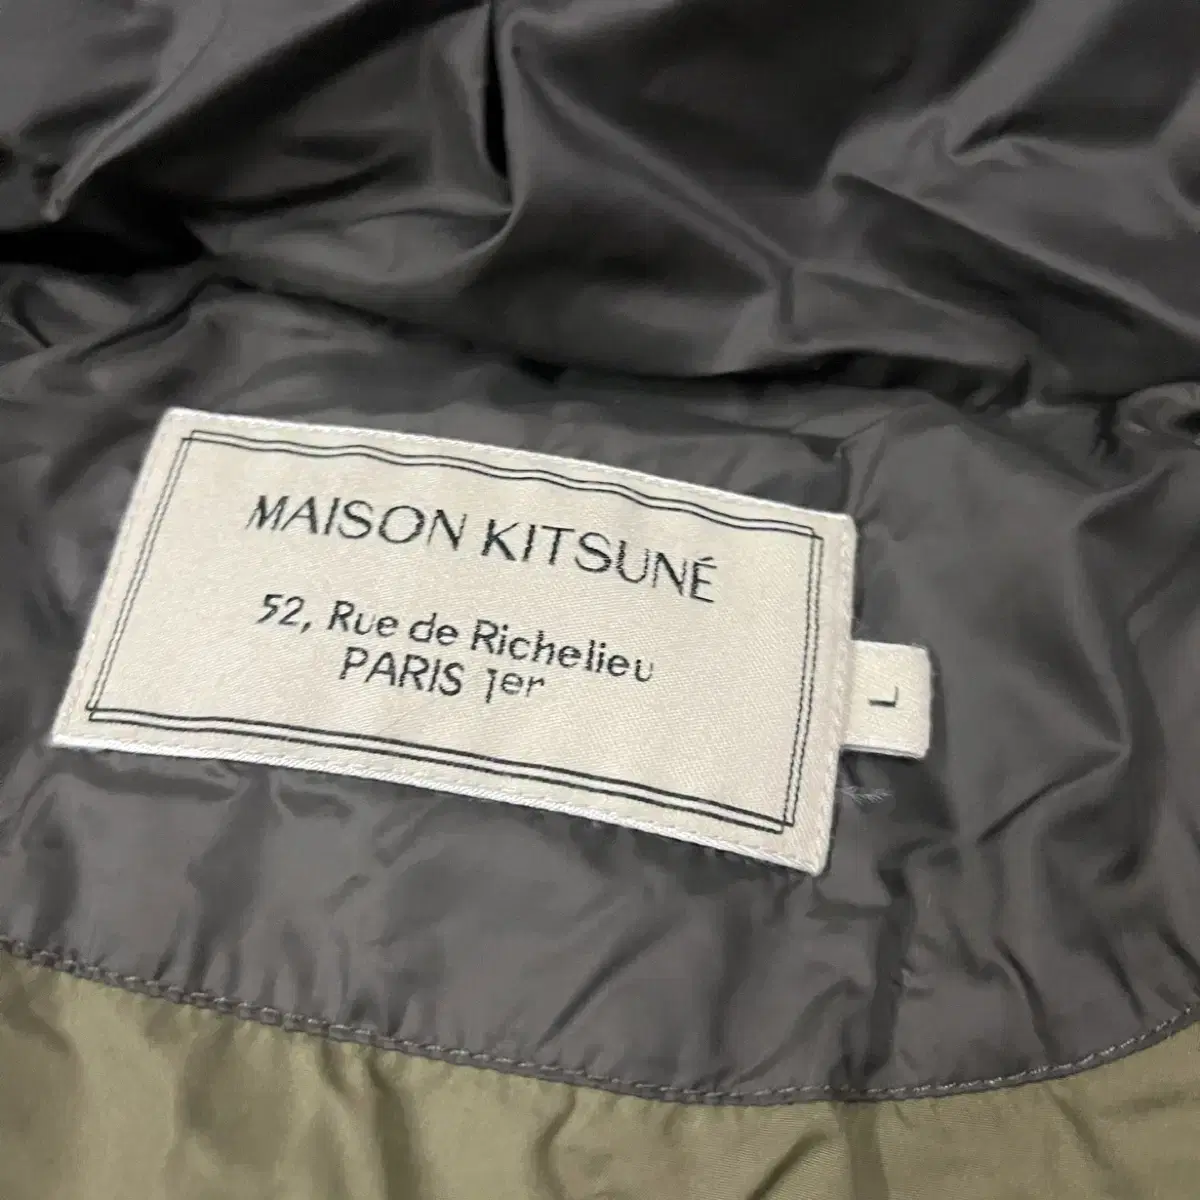 MAISON KITSUNÉ
52, Rue de Richelieu
PARIS 1er
L